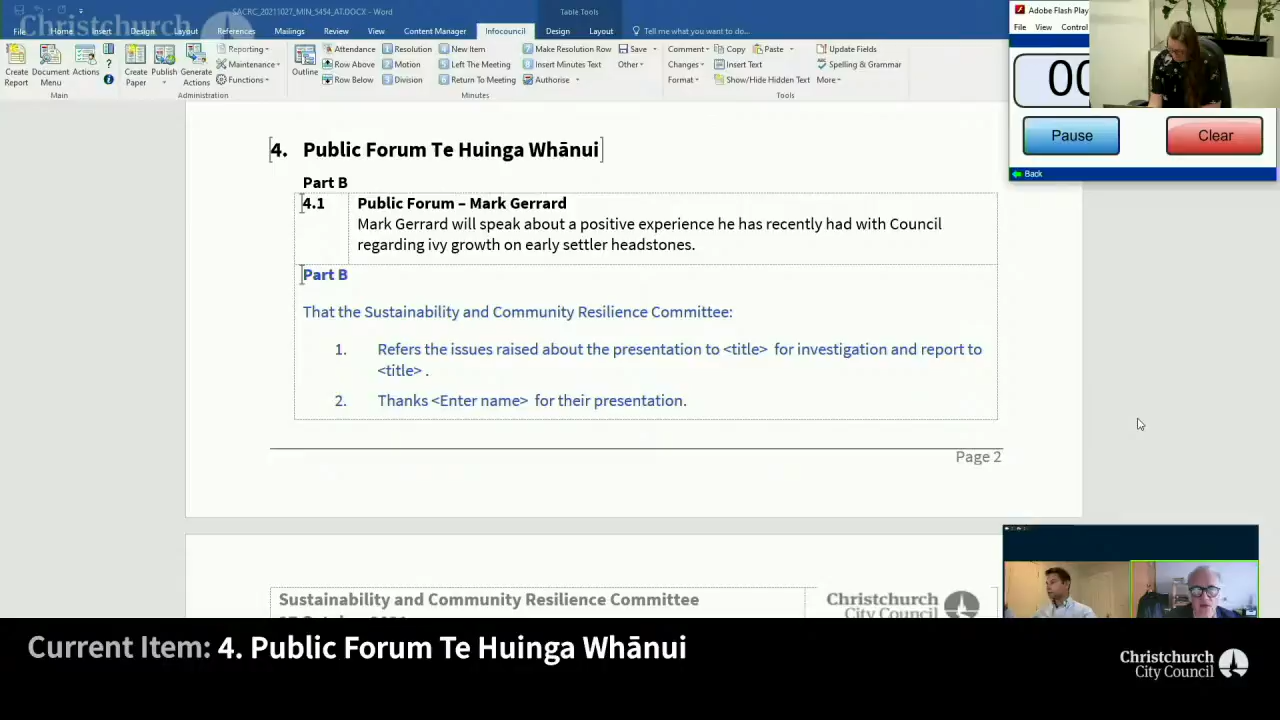 Christchurch
SACRC_20211027_MIN_5454_AT.DOCX - Word
Table Tools
File Home Insert Design Layout References Mailings Review View Content Manager Infocouncil Design Layout Tell me what you want to do...
Create Report
Document Menu
Actions
Main
Create Paper
Publish
Generate Actions
Reporting
Maintenance
Functions
Administration
Outline
Attendance
Row Above
Row Below
Resolution
Motion
Division
New Item
Left The Meeting
Return To Meeting
Make Resolution Row
Insert Minutes Text
Authorise
Save
Other
Minutes
Comment
Changes
Format
Copy
Paste
Insert Text
Show/Hide Hidden Text
Update Fields
Spelling & Grammar
More
Tools
Adobe Flash Play
File View Control
00
Pause
Clear
Back
4. Public Forum Te Huinga Whānui
Part B
4.1 Public Forum – Mark Gerrard
Mark Gerrard will speak about a positive experience he has recently had with Council
regarding ivy growth on early settler headstones.
Part B
That the Sustainability and Community Resilience Committee:
1. Refers the issues raised about the presentation to <title> for investigation and report to
<title> .
2. Thanks <Enter name> for their presentation.
Page 2
Sustainability and Community Resilience Committee
Christchurch
City Council
Current Item: 4. Public Forum Te Huinga Whānui
Christchurch
City Council